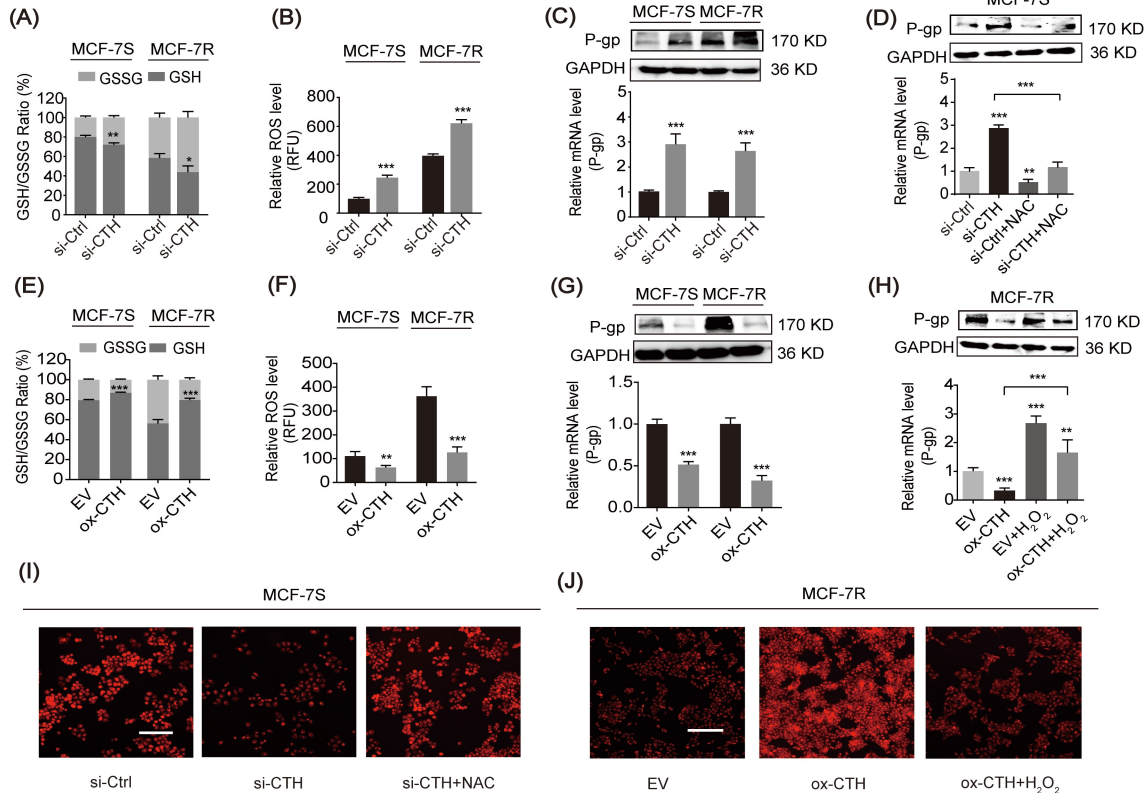 (A)
MCF-7S MCF-7R
GSSG GSH
GSH/GSSG Ratio (%)
120
100
80
60
40
20
0
**
*
si-Ctrl
si-CTH
si-Ctrl
si-CTH
(B)
MCF-7S MCF-7R
Relative ROS level
(RFU)
800
600
400
200
0
***
***
si-Ctrl
si-CTH
si-Ctrl
si-CTH
(C)
MCF-7S MCF-7R
P-gp 170 KD
GAPDH 36 KD
Relative mRNA level
(P-gp)
5
4
3
2
1
0
***
***
si-Ctrl
si-CTH
si-Ctrl
si-CTH
(D)
MCF-7S
P-gp 170 KD
GAPDH 36 KD
Relative mRNA level
(P-gp)
4
3
2
1
0
***
***
**
si-Ctrl
si-CTH
si-Ctrl+NAC
si-CTH+NAC
(E)
MCF-7S MCF-7R
GSSG GSH
GSH/GSSG Ratio (%)
120
100
80
60
40
20
0
***
***
EV
ox-CTH
EV
ox-CTH
(F)
MCF-7S MCF-7R
Relative ROS level
(RFU)
500
400
300
200
100
0
**
***
EV
ox-CTH
EV
ox-CTH
(G)
MCF-7S MCF-7R
P-gp 170 KD
GAPDH 36 KD
Relative mRNA level
(P-gp)
1.5
1.0
0.5
0.0
***
***
EV
ox-CTH
EV
ox-CTH
(H)
MCF-7R
P-gp 170 KD
GAPDH 36 KD
Relative mRNA level
(P-gp)
4
3
2
1
0
***
***
***
**
EV
ox-CTH
EV+H₂O₂
ox-CTH+H₂O₂
(I)
MCF-7S
si-Ctrl si-CTH si-CTH+NAC
(J)
MCF-7R
EV ox-CTH ox-CTH+H₂O₂